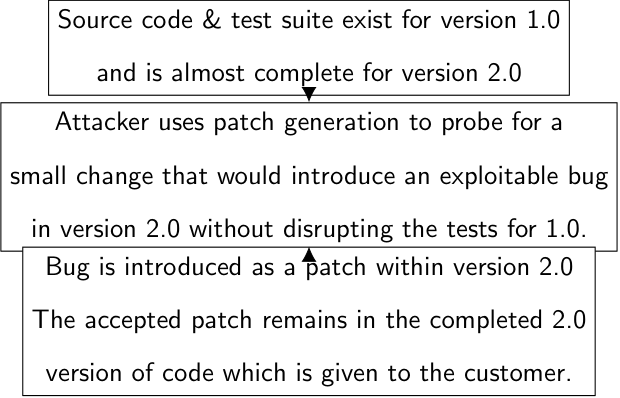 Source code & test suite exist for version 1.0
and is almost complete for version 2.0
Attacker uses patch generation to probe for a
small change that would introduce an exploitable bug
in version 2.0 without disrupting the tests for 1.0.
Bug is introduced as a patch within version 2.0
The accepted patch remains in the completed 2.0
version of code which is given to the customer.